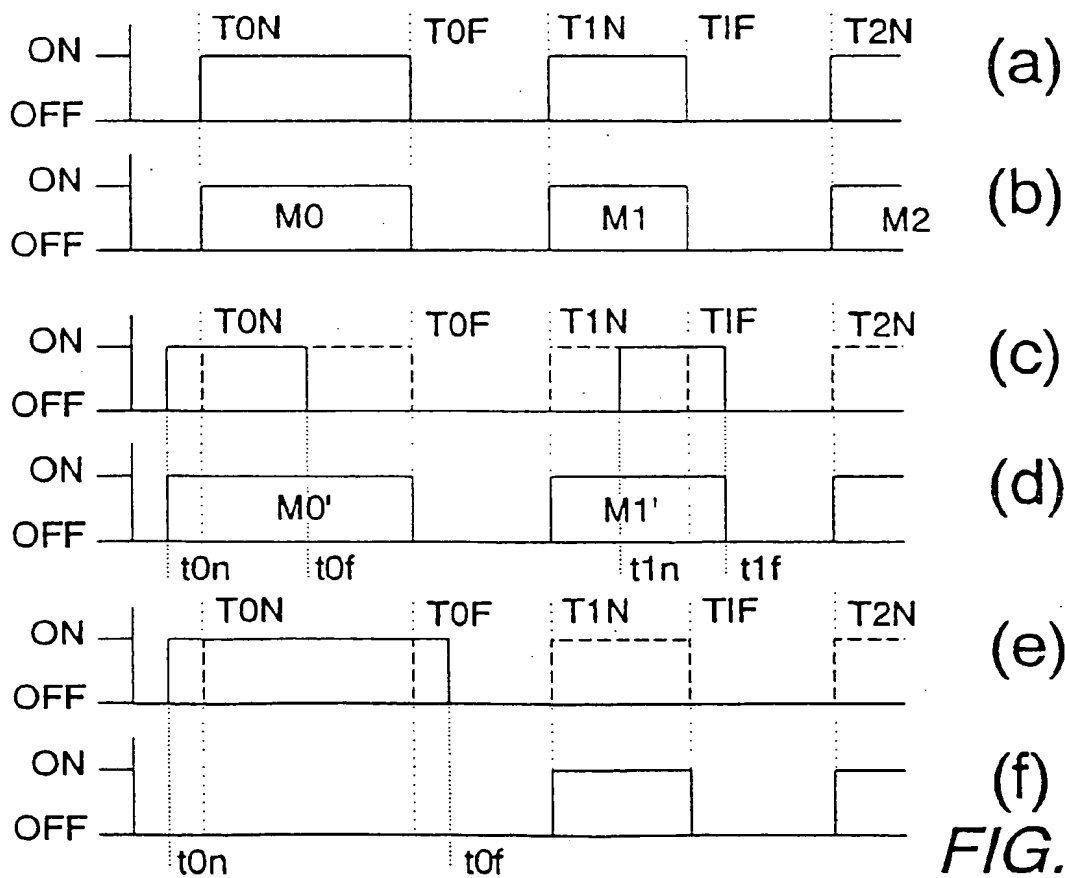 T0N T0F T1N TIF T2N
ON
OFF
(a)
ON
OFF
M0 M1 M2
(b)
T0N T0F T1N TIF T2N
ON
OFF
(c)
ON
OFF
M0' M1'
(d)
t0n t0f t1n t1f
T0N T0F T1N TIF T2N
ON
OFF
(e)
ON
OFF
(f)
t0n t0f
FIG.